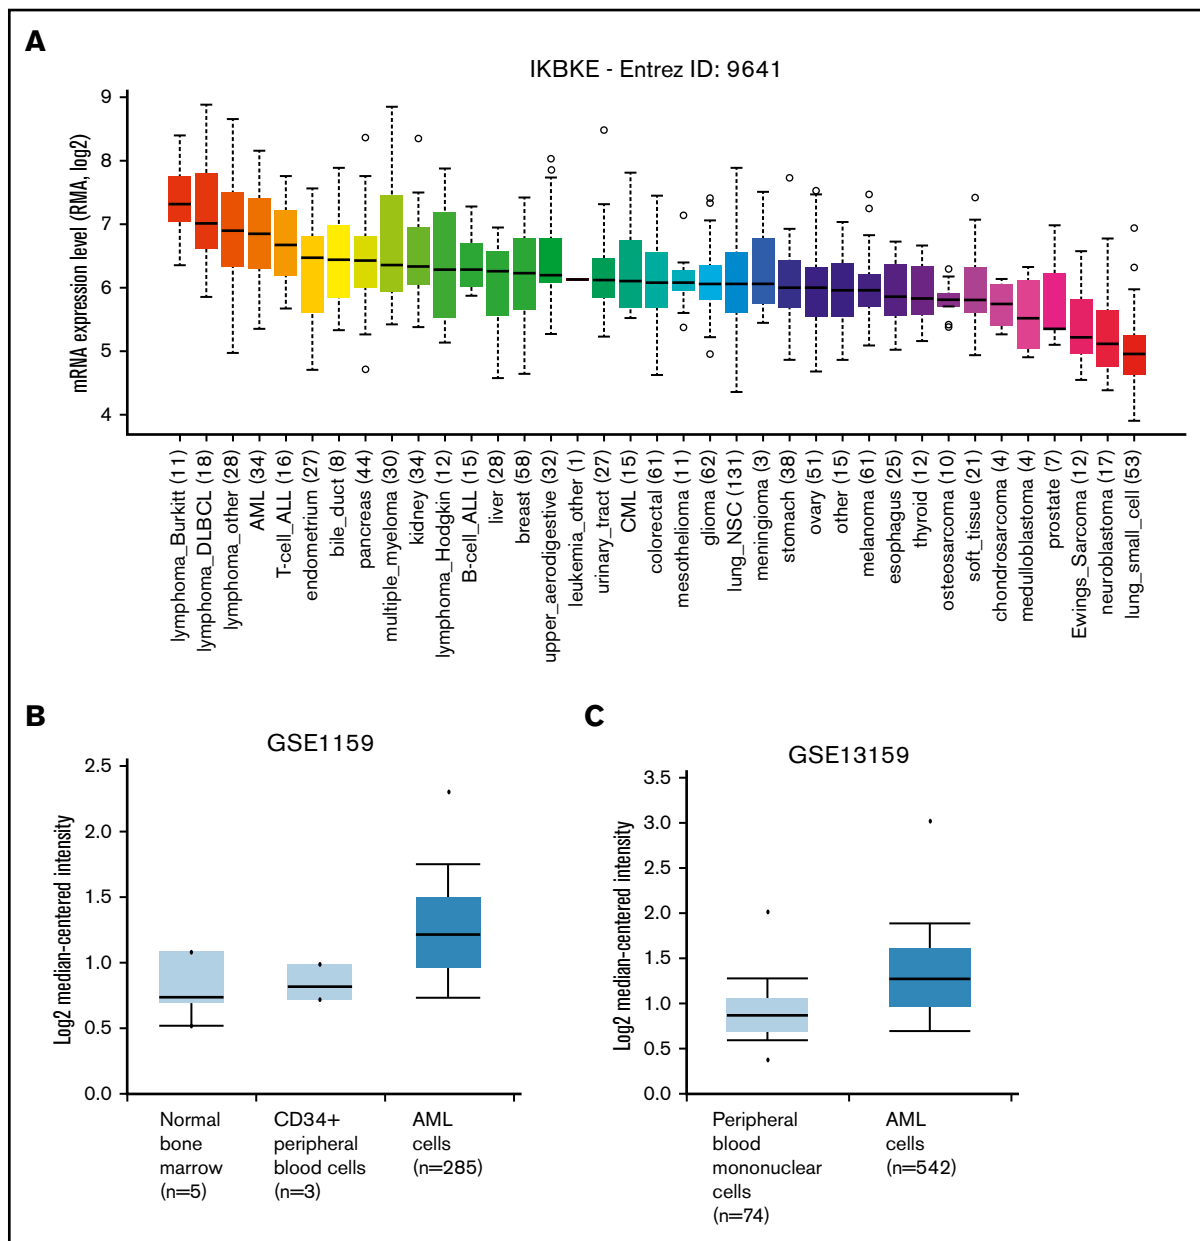 A
IKBKE - Entrez ID: 9641
mRNA expression level (RMA, log2)
9
8
7
6
5
4
lymphoma_Burkitt (11)
lymphoma_DLBCL (18)
lymphoma_other (28)
AML (34)
T-cell_ALL (16)
endometrium (27)
bile_duct (8)
pancreas (44)
multiple_myeloma (30)
kidney (34)
lymphoma_Hodgkin (12)
B-cell_ALL (15)
liver (28)
breast (58)
upper_aerodigestive (32)
leukemia_other (1)
urinary_tract (27)
CML (15)
colorectal (61)
mesothelioma (11)
glioma (62)
lung_NSC (131)
meningioma (3)
stomach (38)
ovary (51)
other (15)
melanoma (61)
esophagus (25)
thyroid (12)
osteosarcoma (10)
soft_tissue (21)
chondrosarcoma (4)
medulloblastoma (4)
prostate (7)
Ewings_Sarcoma (12)
neuroblastoma (17)
lung_small_cell (53)
B
GSE1159
Log2 median-centered intensity
2.5
2.0
1.5
1.0
0.5
0.0
Normal
bone
marrow
(n=5)
CD34+
peripheral
blood cells
(n=3)
AML
cells
(n=285)
C
GSE13159
Log2 median-centered intensity
3.5
3.0
2.5
2.0
1.5
1.0
0.5
0.0
Peripheral
blood
mononuclear
cells
(n=74)
AML
cells
(n=542)